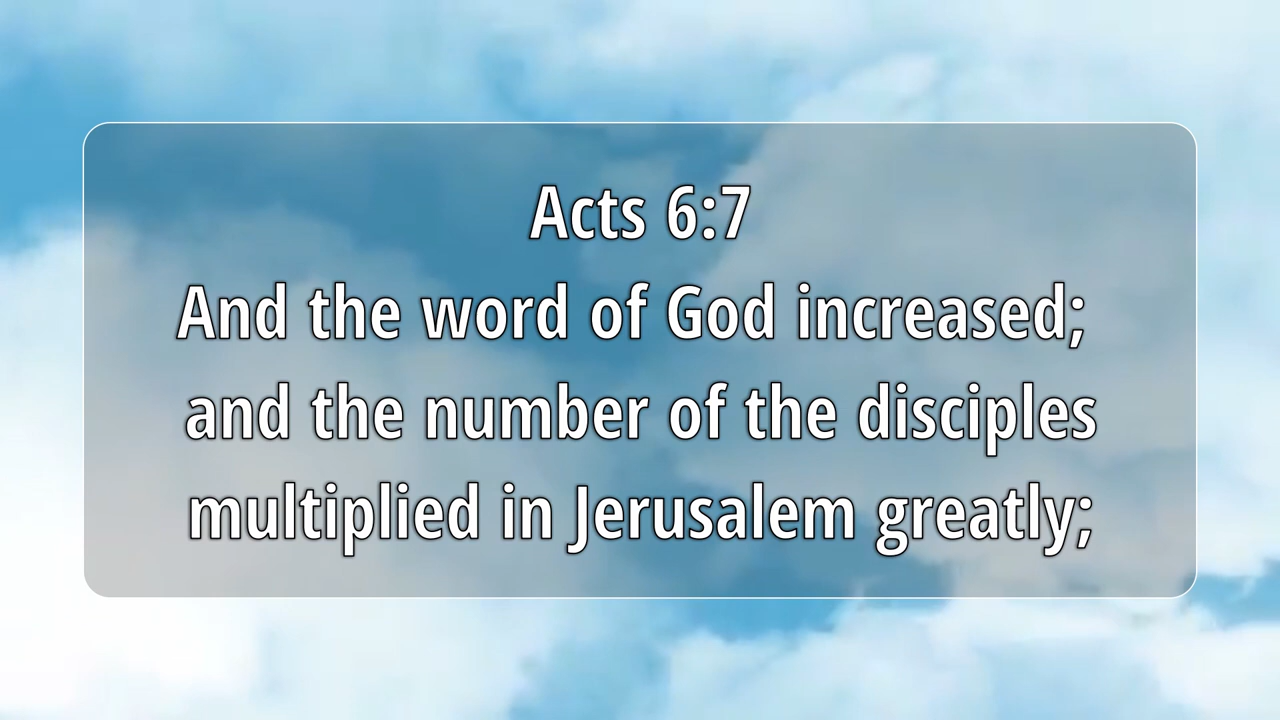 Acts 6:7
And the word of God increased;
and the number of the disciples
multiplied in Jerusalem greatly;